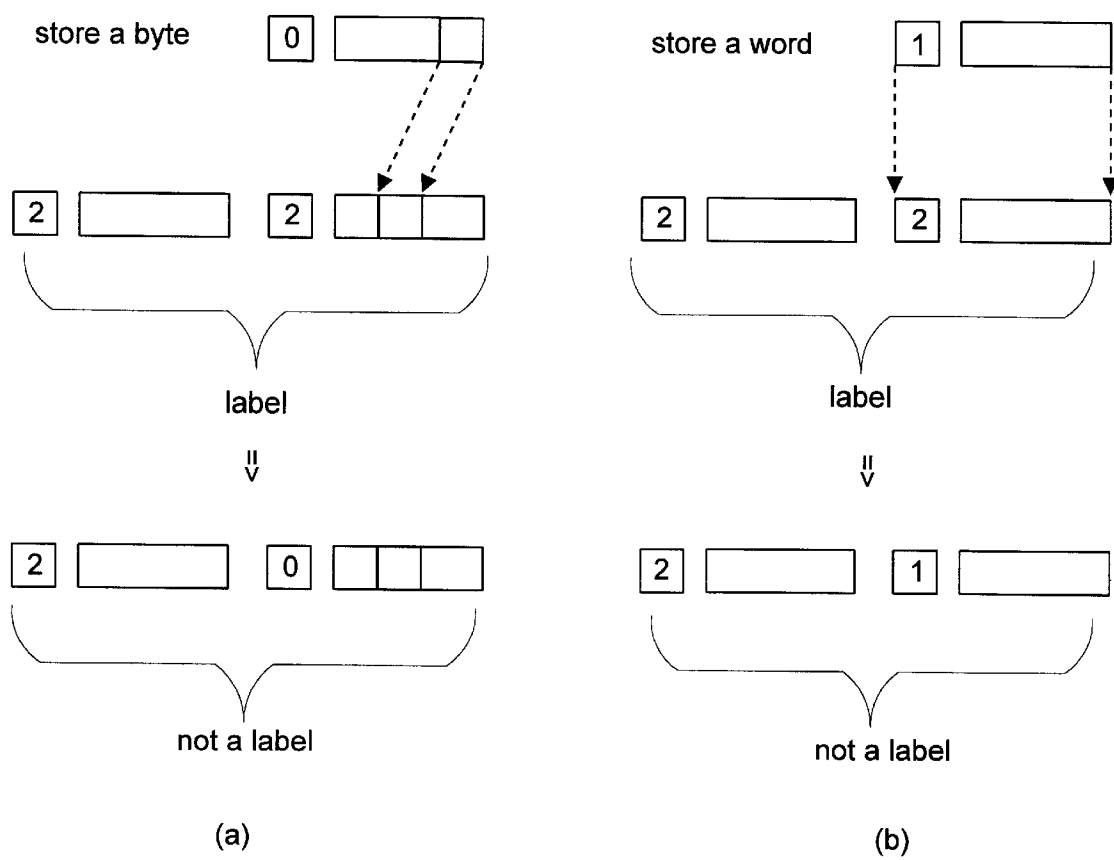 store a byte 0
2 2
label
=>
2 0
not a label
(a)
store a word 1
2 2
label
=>
2 1
not a label
(b)